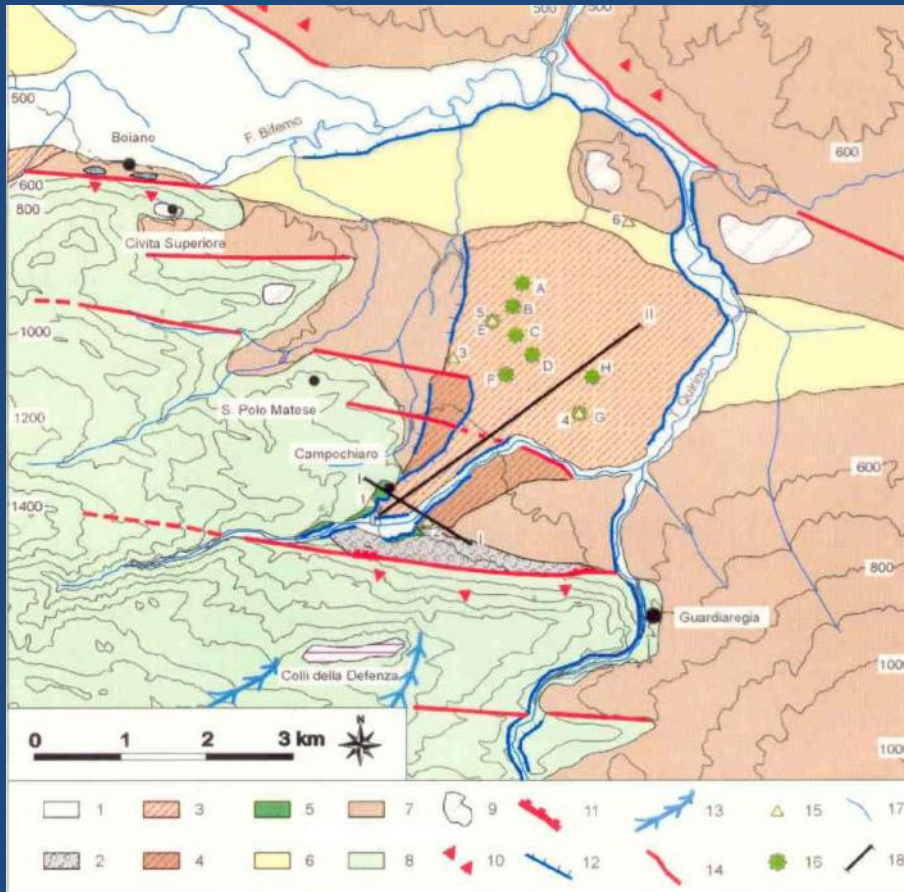 500
500
500
F. Biferno
Boiano
600
600
800
6
Civita Superiore
A
B
5
E
C
II
1000
3
D
F
H
S. Polo Matese
4 G
T. Quirino
1200
Campochiaro
I
600
1400
I
800
Guardiaregia
1000
Colli della Defenza
N
0 1 2 3 km
1000
1 3 5 7 9 11 13 15 17
2 4 6 8 10 12 14 16 18